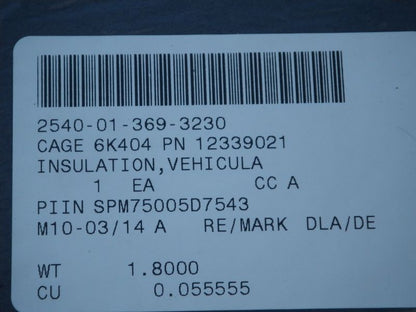 2540-01-369-3230
CAGE 6K404 PN 12339021
INSULATION,VEHICULA
1 EA CC A
PIIN SPM75005D7543
M10-03/14 A RE/MARK DLA/DE
WT 1.8000
CU 0.055555